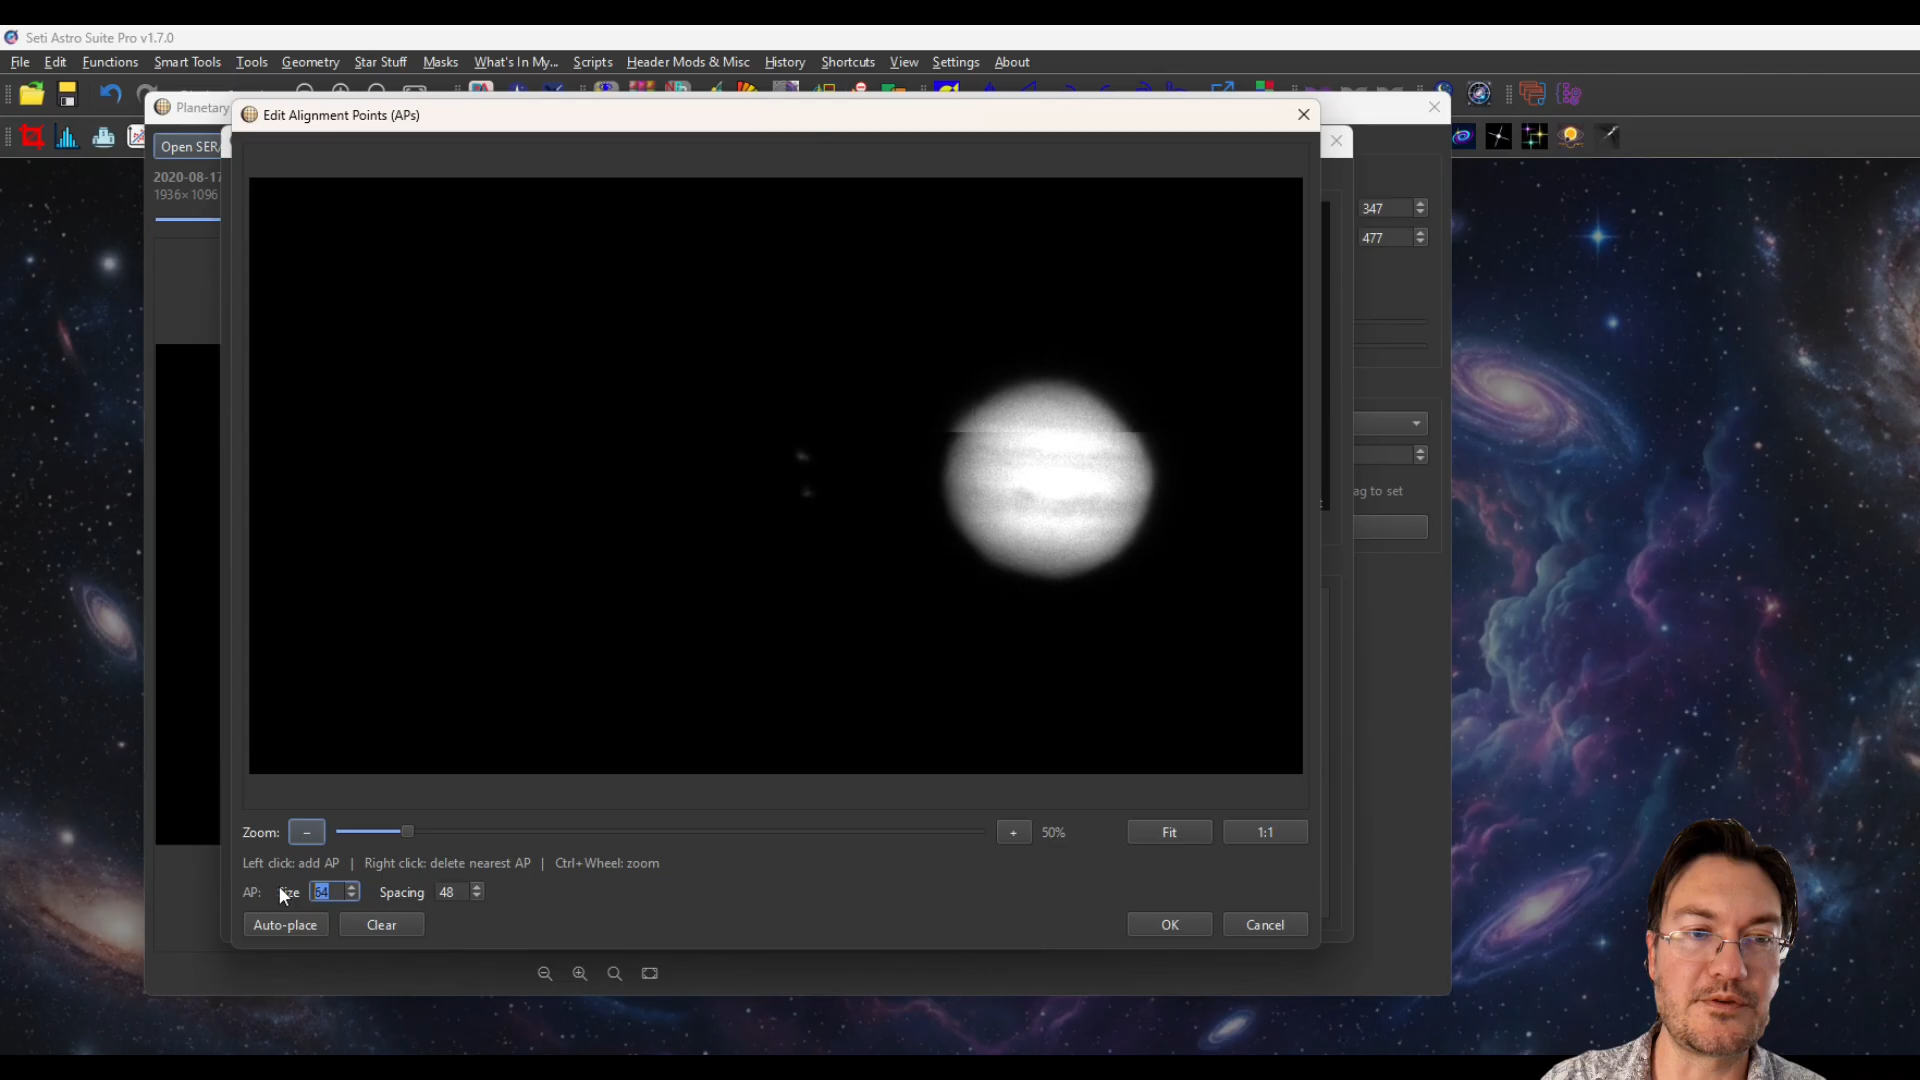 Seti Astro Suite Pro v1.7.0
File Edit Functions Smart Tools Tools Geometry Star Stuff Masks What's In My... Scripts Header Mods & Misc History Shortcuts View Settings About
Planetary
Edit Alignment Points (APs)
Open SER/
2020-08-17
1936×1096
347
477
ag to set
Zoom: − + 50% Fit 1:1
Left click: add AP | Right click: delete nearest AP | Ctrl+Wheel: zoom
AP: Size 64 Spacing 48
Auto-place Clear OK Cancel